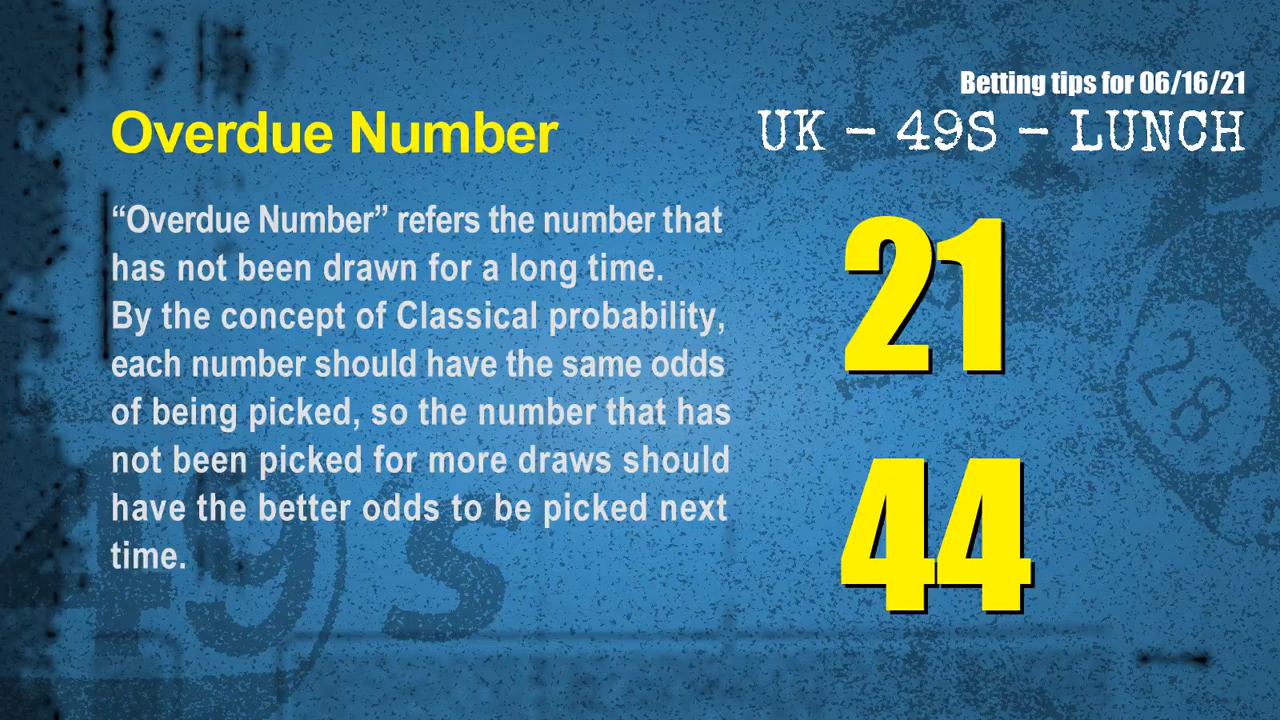 Betting tips for 06/16/21
Overdue Number
UK - 49S - LUNCH
“Overdue Number” refers the number that
has not been drawn for a long time.
By the concept of Classical probability,
each number should have the same odds
of being picked, so the number that has
not been picked for more draws should
have the better odds to be picked next
time.
21
44
28
49's